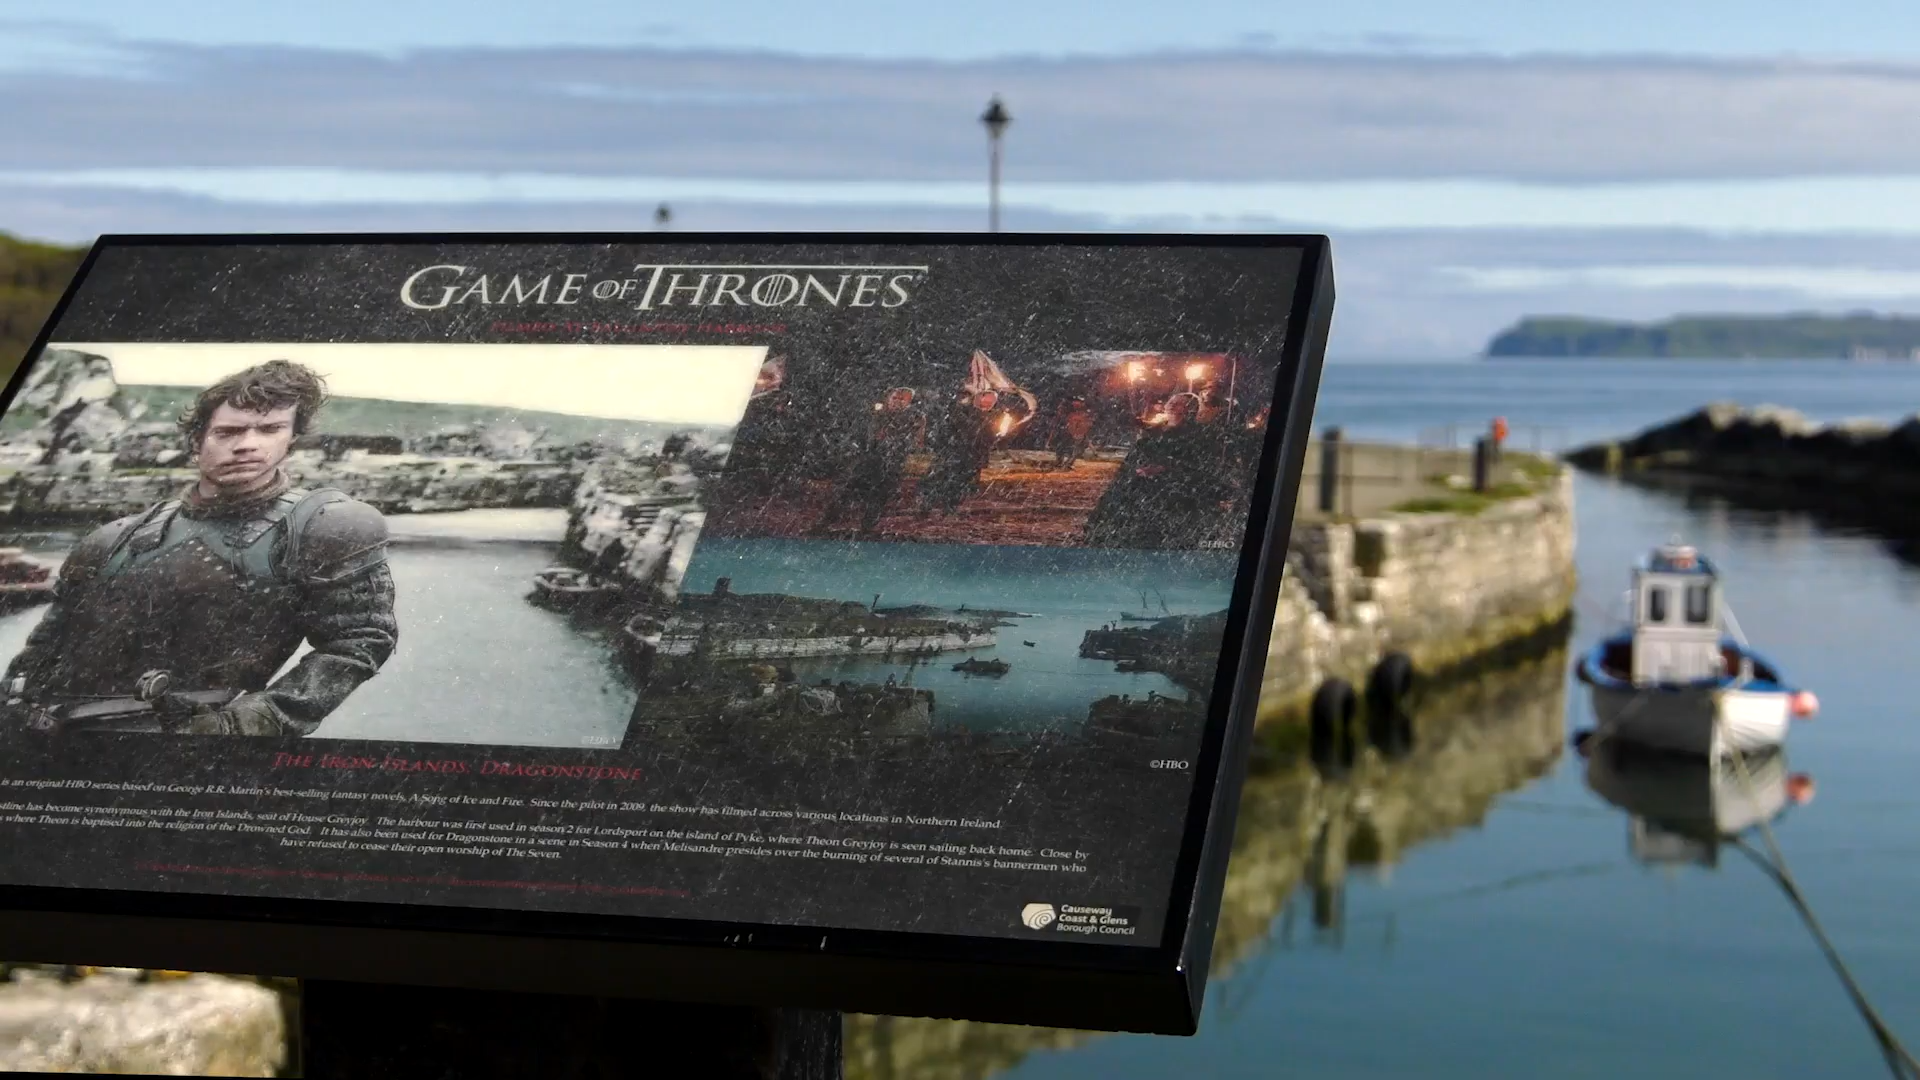 GAME OF THRONES
FILMED AT BALLINTOY HARBOUR
©HBO
©HBO
©HBO
THE IRON ISLANDS; DRAGONSTONE
is an original HBO series based on George R.R. Martin's best-selling fantasy novels, A Song of Ice and Fire. Since the pilot in 2009, the show has filmed across various locations in Northern Ireland.
stline has become synonymous with the Iron Islands, seat of House Greyjoy. The harbour was first used in season 2 for Lordsport on the island of Pyke, where Theon Greyjoy is seen sailing back home. Close by
s where Theon is baptised into the religion of the Drowned God. It has also been used for Dragonstone in a scene in Season 4 when Melisandre presides over the burning of several of Stannis's bannermen who
have refused to cease their open worship of The Seven.
Causeway
Coast & Glens
Borough Council